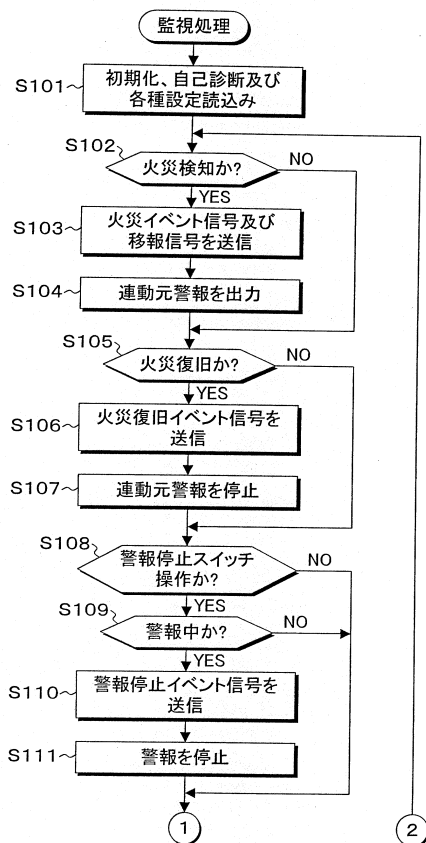 監視処理
S101
初期化、自己診断及び
各種設定読込み
S102
火災検知か?
NO
YES
S103
火災イベント信号及び
移報信号を送信
S104
連動元警報を出力
S105
火災復旧か?
NO
YES
S106
火災復旧イベント信号を
送信
S107
連動元警報を停止
S108
警報停止スイッチ
操作か?
NO
YES
S109
警報中か?
NO
YES
S110
警報停止イベント信号を
送信
S111
警報を停止
1
2